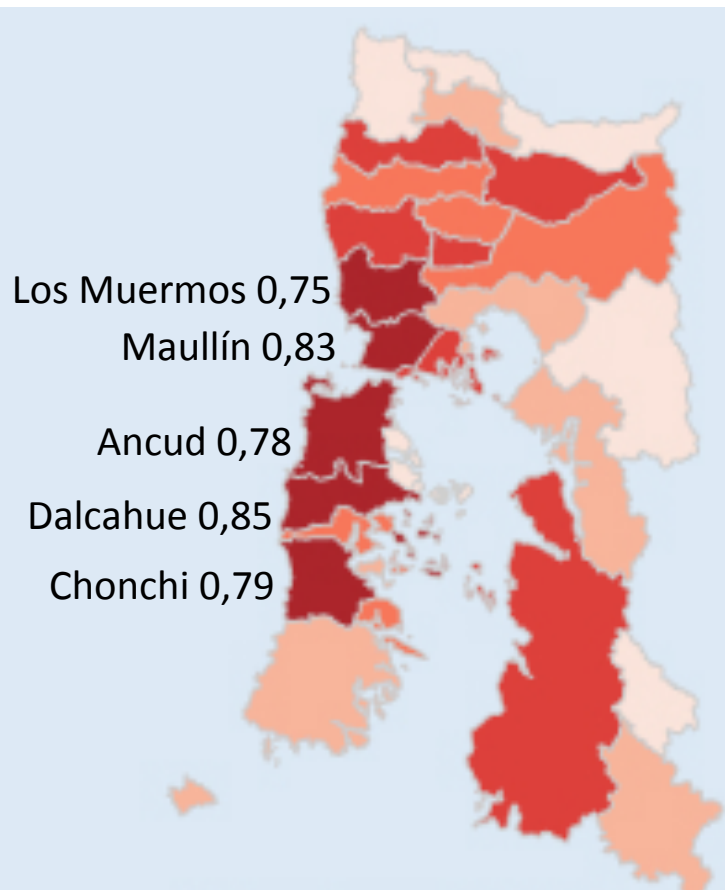 Los Muermos 0,75
Maullín 0,83
Ancud 0,78
Dalcahue 0,85
Chonchi 0,79